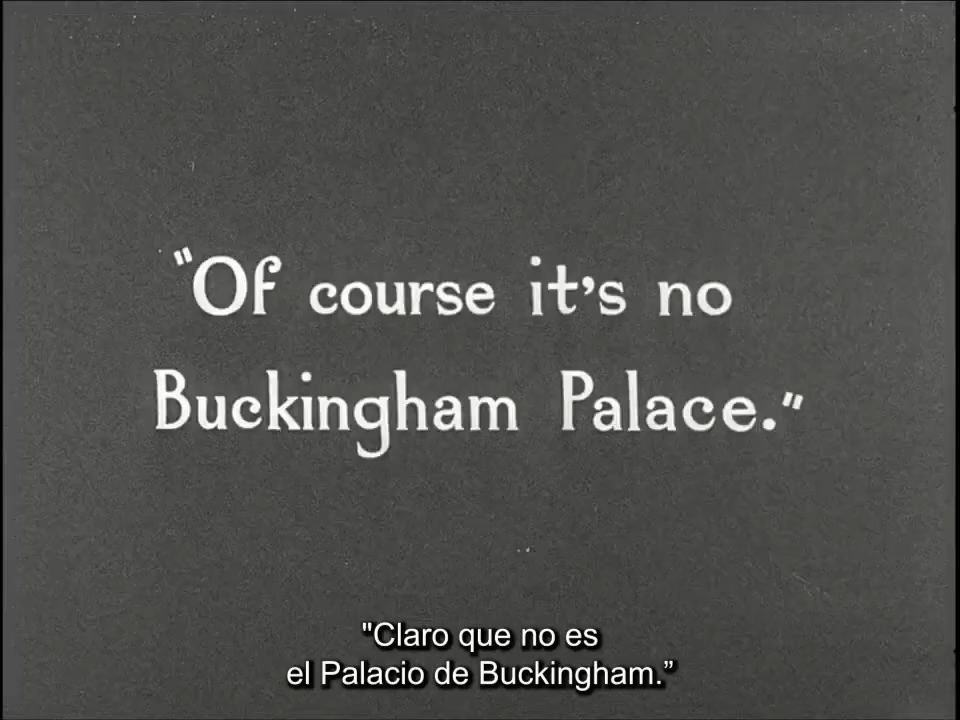 "Of course it's no
Buckingham Palace."
"Claro que no es
el Palacio de Buckingham.”